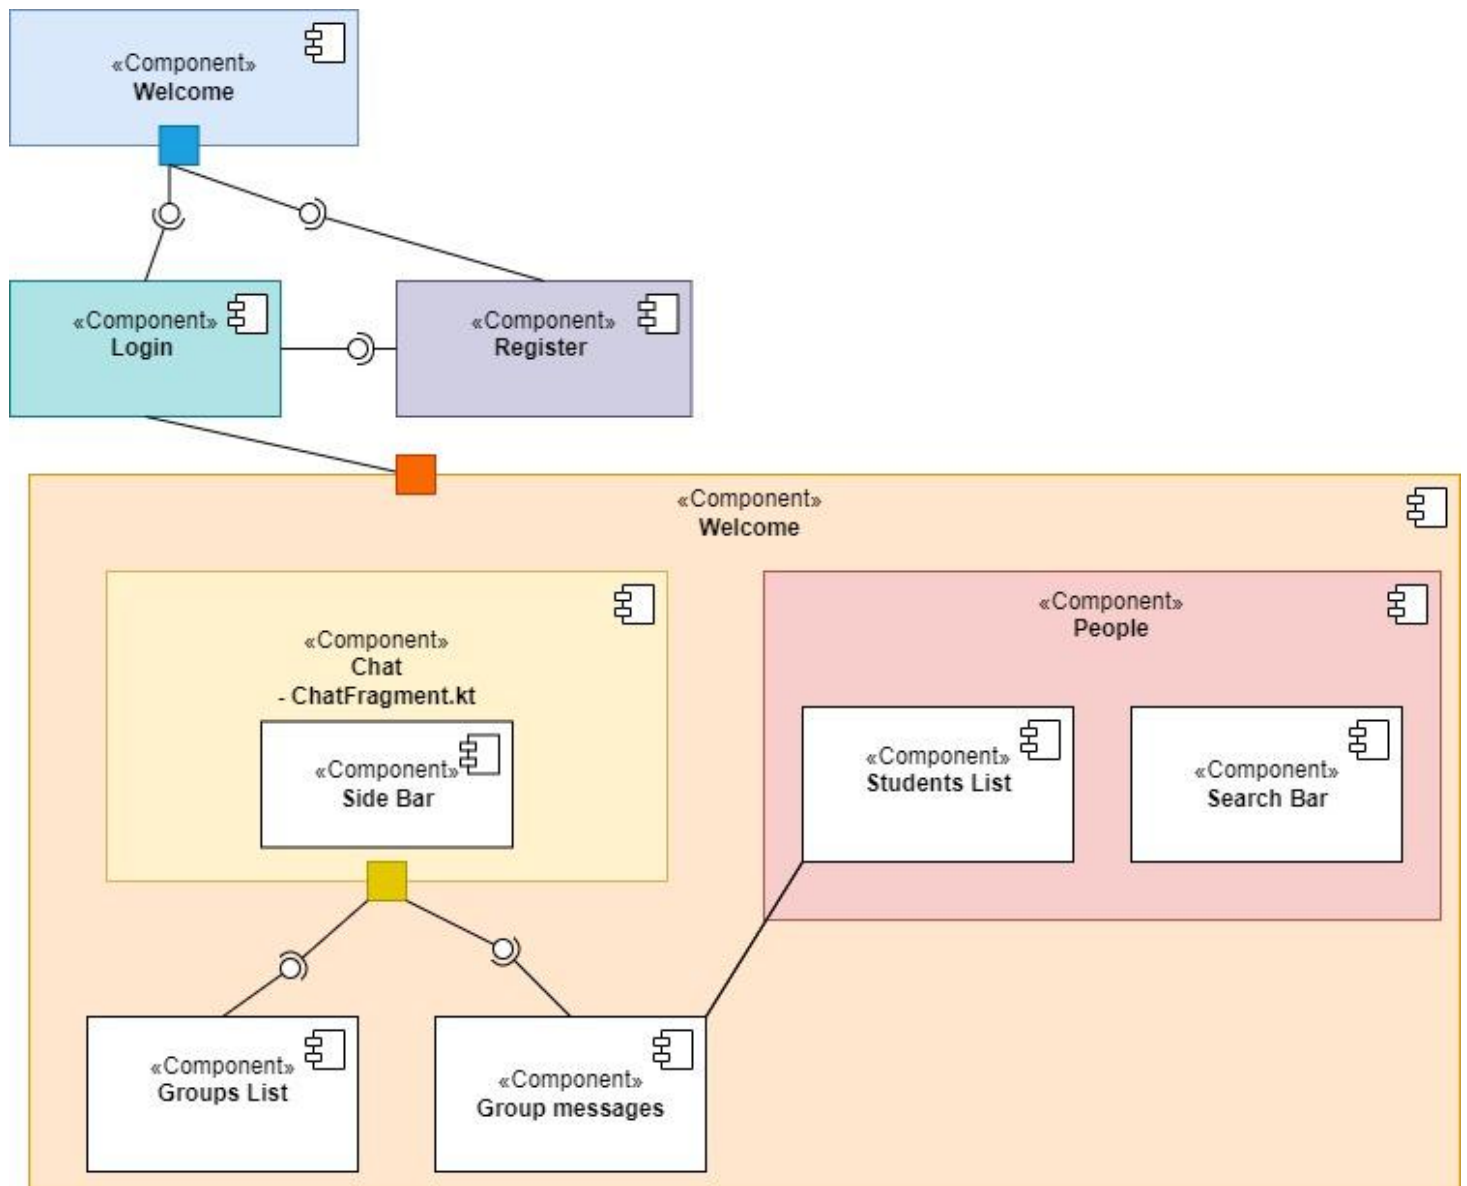 «Component»
Welcome
«Component»
Login
«Component»
Register
«Component»
Welcome
«Component»
Chat
- ChatFragment.kt
«Component»
Side Bar
«Component»
People
«Component»
Students List
«Component»
Search Bar
«Component»
Groups List
«Component»
Group messages